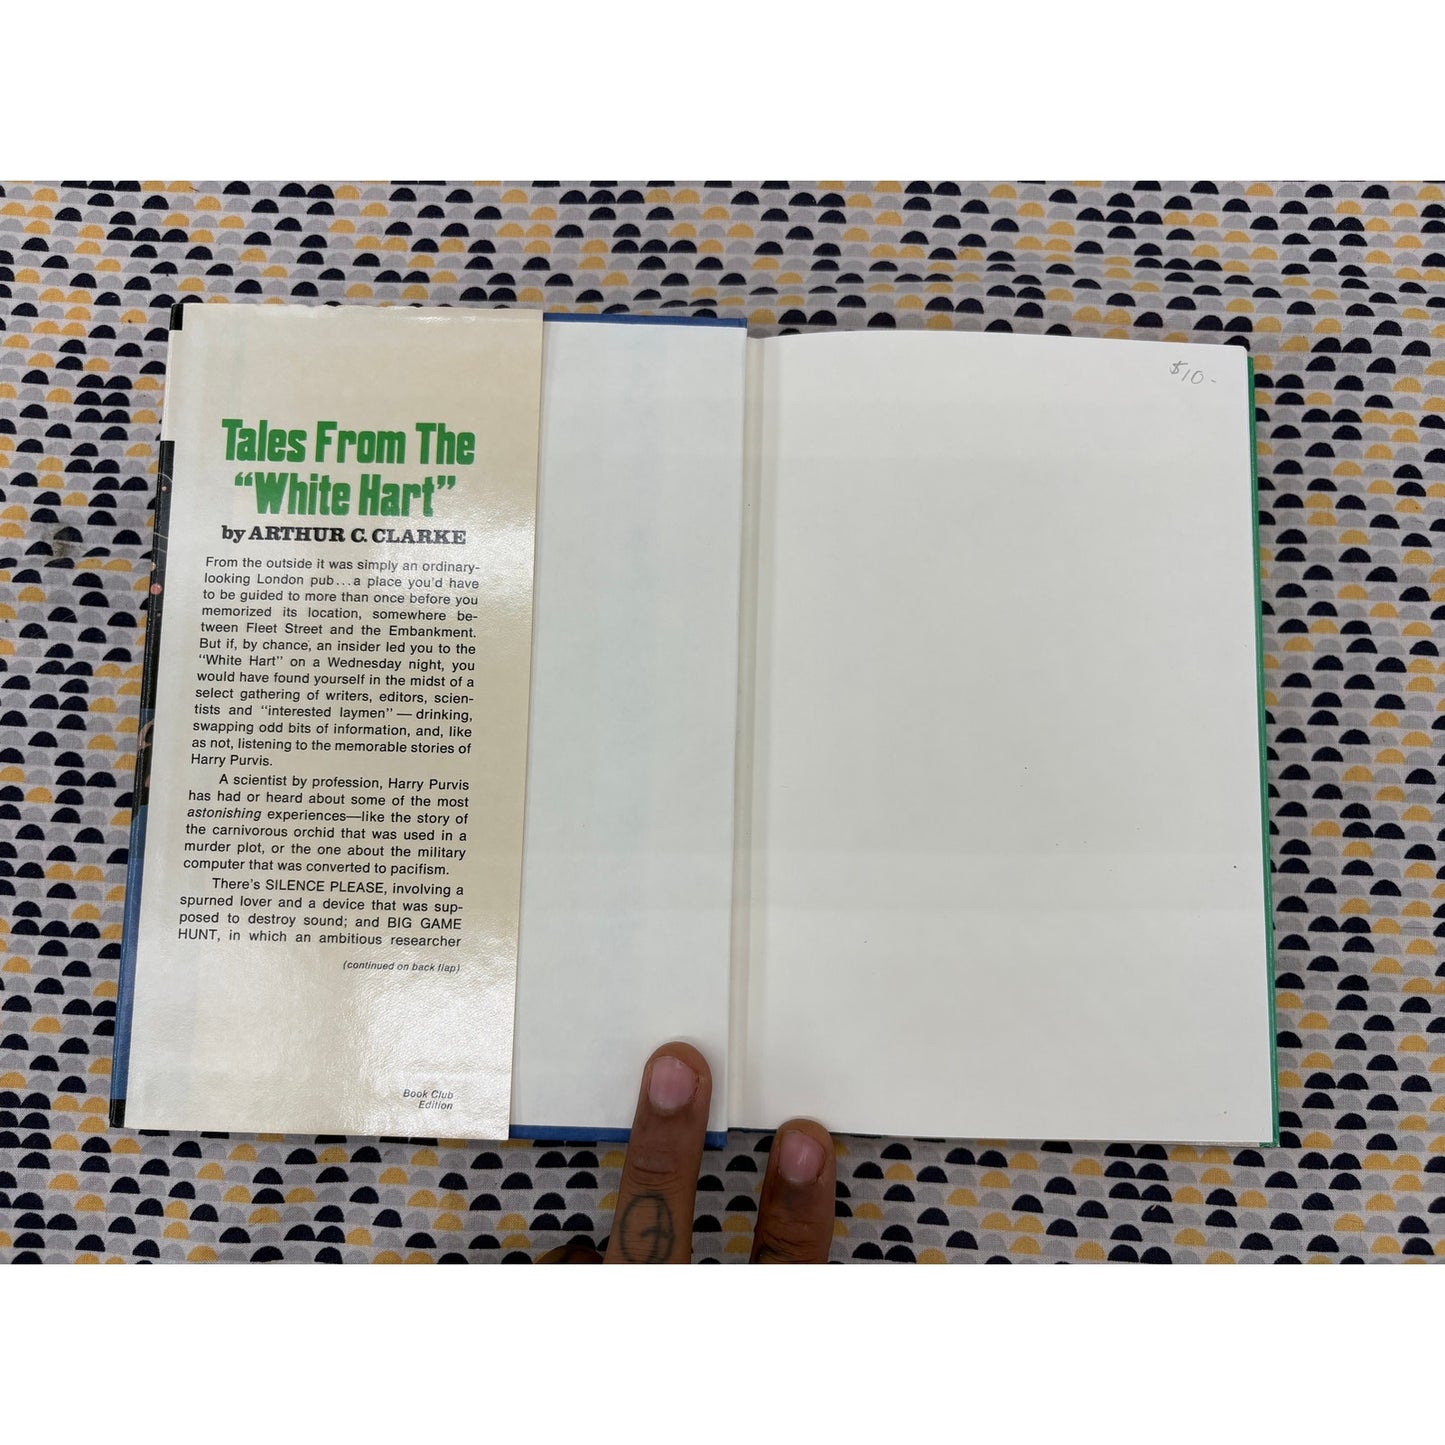 Tales From The
“White Hart”
by ARTHUR C. CLARKE
From the outside it was simply an ordinary-
looking London pub...a place you'd have
to be guided to more than once before you
memorized its location, somewhere be-
tween Fleet Street and the Embankment.
But if, by chance, an insider led you to the
“White Hart” on a Wednesday night, you
would have found yourself in the midst of a
select gathering of writers, editors, scien-
tists and “interested laymen” — drinking,
swapping odd bits of information, and, like
as not, listening to the memorable stories of
Harry Purvis.
A scientist by profession, Harry Purvis
has had or heard about some of the most
astonishing experiences—like the story of
the carnivorous orchid that was used in a
murder plot, or the one about the military
computer that was converted to pacifism.
There's SILENCE PLEASE, involving a
spurned lover and a device that was sup-
posed to destroy sound; and BIG GAME
HUNT, in which an ambitious researcher
(continued on back flap)
Book Club
Edition
$10-